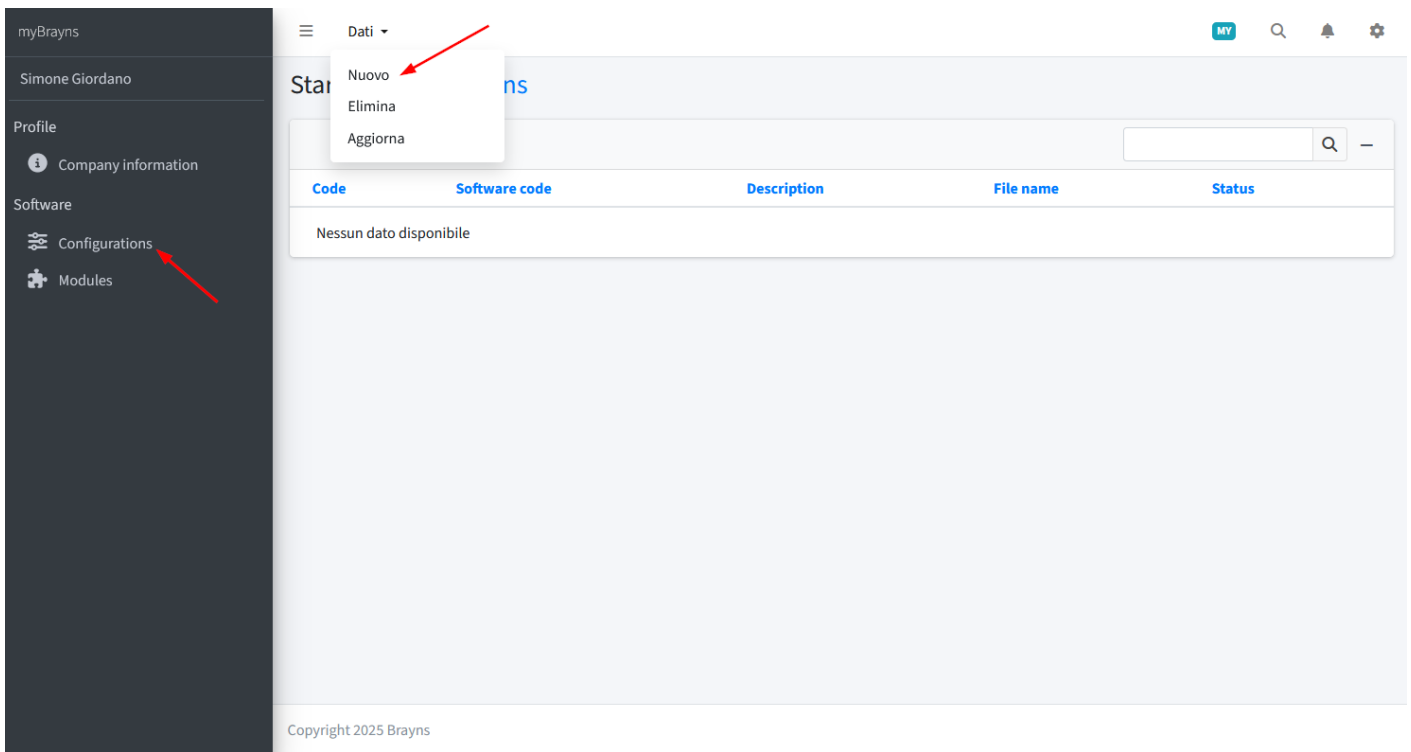 myBrayns
Simone Giordano
Profile
Company information
Software
Configurations
Modules
Dati
MY
Nuovo
Elimina
Aggiorna
Star ns
Code Software code Description File name Status
Nessun dato disponibile
Copyright 2025 Brayns